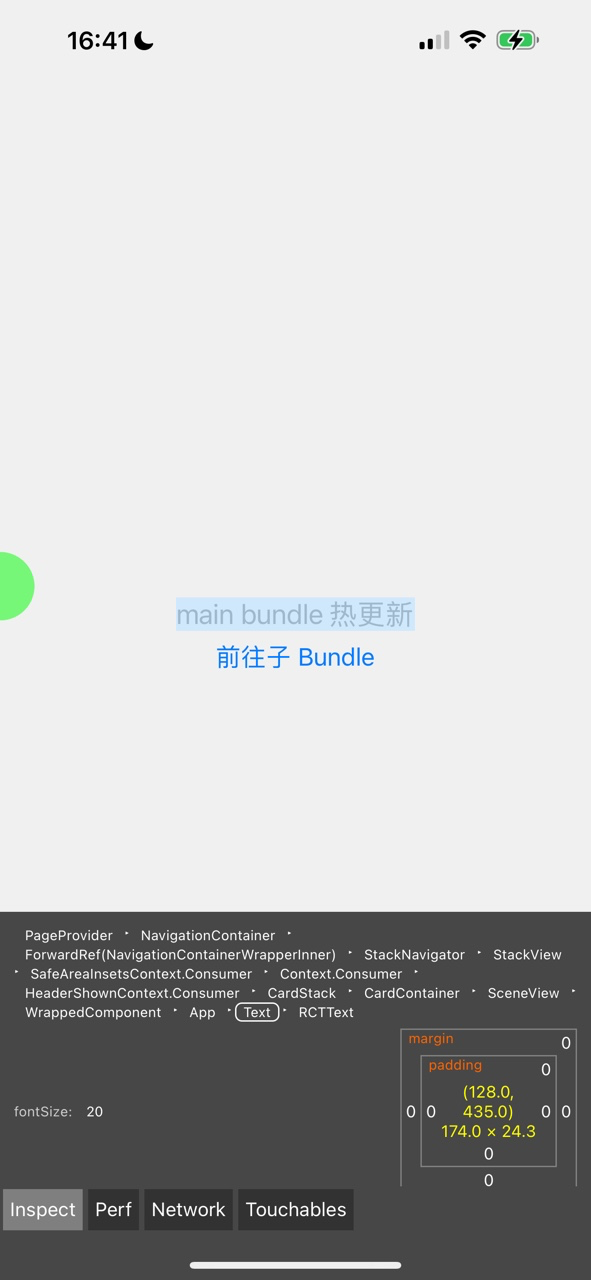 16:41
main bundle 热更新
前往子 Bundle
PageProvider ‣ NavigationContainer ‣
ForwardRef(NavigationContainerWrapperInner) ‣ StackNavigator ‣ StackView
‣ SafeAreaInsetsContext.Consumer ‣ Context.Consumer ‣
HeaderShownContext.Consumer ‣ CardStack ‣ CardContainer ‣ SceneView ‣
WrappedComponent ‣ App ‣ Text ‣ RCTText
margin 0
padding 0
(128.0,
fontSize: 20 0 0 435.0) 0 0
174.0 × 24.3
0
0
Inspect Perf Network Touchables